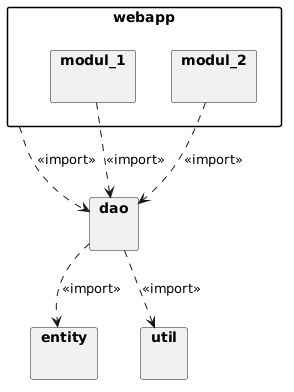 webapp
modul_1
modul_2
«import»
«import»
«import»
dao
«import»
«import»
entity
util